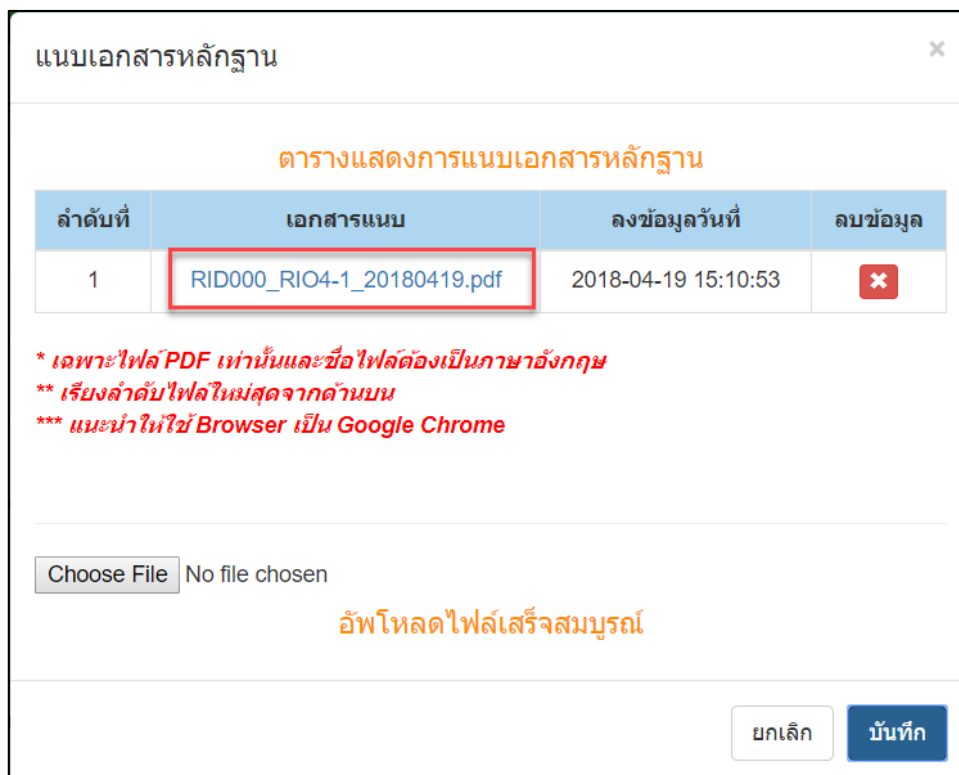 แนบเอกสารหลักฐาน ×
ตารางแสดงการแนบเอกสารหลักฐาน
ลำดับที่ เอกสารแนบ ลงข้อมูลวันที่ ลบข้อมูล
1 RID000_RIO4-1_20180419.pdf 2018-04-19 15:10:53
* เฉพาะไฟล์ PDF เท่านั้นและชื่อไฟล์ต้องเป็นภาษาอังกฤษ
** เรียงลำดับไฟล์ใหม่สุดจากด้านบน
*** แนะนำให้ใช้ Browser เป็น Google Chrome
Choose File No file chosen
อัพโหลดไฟล์เสร็จสมบูรณ์
ยกเลิก บันทึก